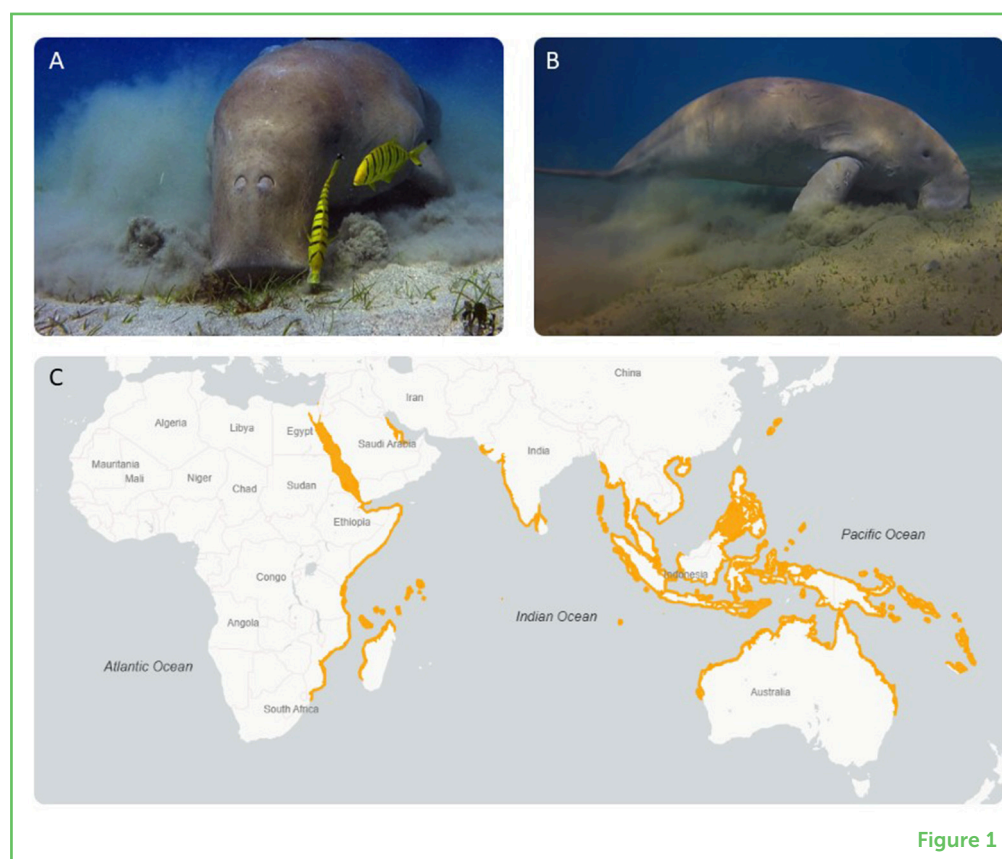 A
B
C
China
Iran
Algeria
Libya
Egypt
Saudi Arabia
India
Mauritania
Mali
Niger
Chad
Sudan
Ethiopia
Pacific Ocean
Indonesia
Congo
Indian Ocean
Angola
Atlantic Ocean
Australia
South Africa
Figure 1